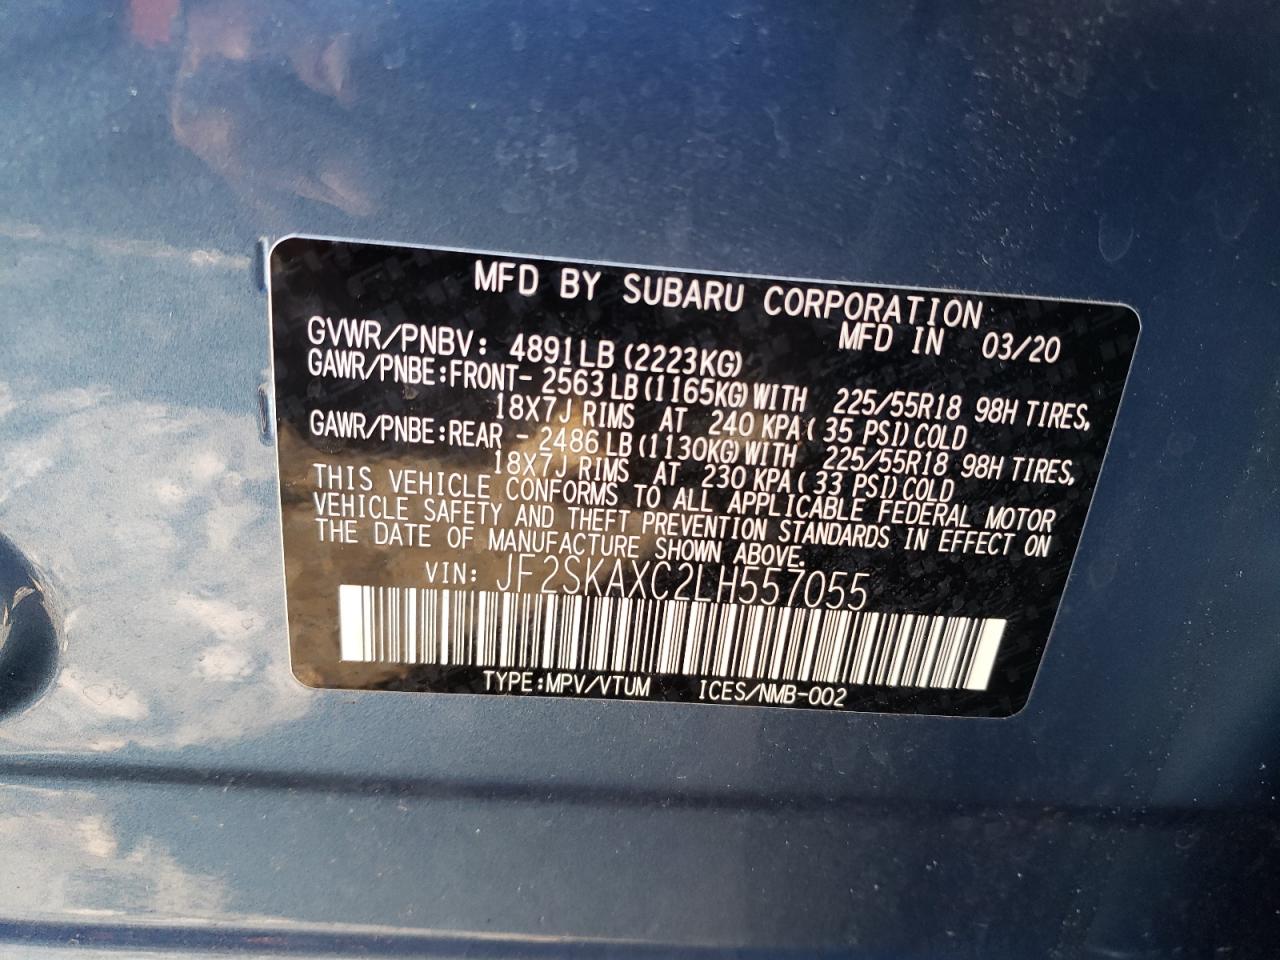 MFD BY SUBARU CORPORATION
MFD IN 03/20
GVWR/PNBV: 4891LB (2223KG)
GAWR/PNBE:FRONT- 2563 LB (1165KG) WITH 225/55R18 98H TIRES,
18X7J RIMS AT 240 KPA ( 35 PSI) COLD
GAWR/PNBE:REAR - 2486 LB (1130KG) WITH 225/55R18 98H TIRES,
18X7J RIMS AT 230 KPA ( 33 PSI) COLD
THIS VEHICLE CONFORMS TO ALL APPLICABLE FEDERAL MOTOR
VEHICLE SAFETY AND THEFT PREVENTION STANDARDS IN EFFECT ON
THE DATE OF MANUFACTURE SHOWN ABOVE.
VIN: JF2SKAXC2LH557055
TYPE:MPV/VTUM ICES/NMB-002